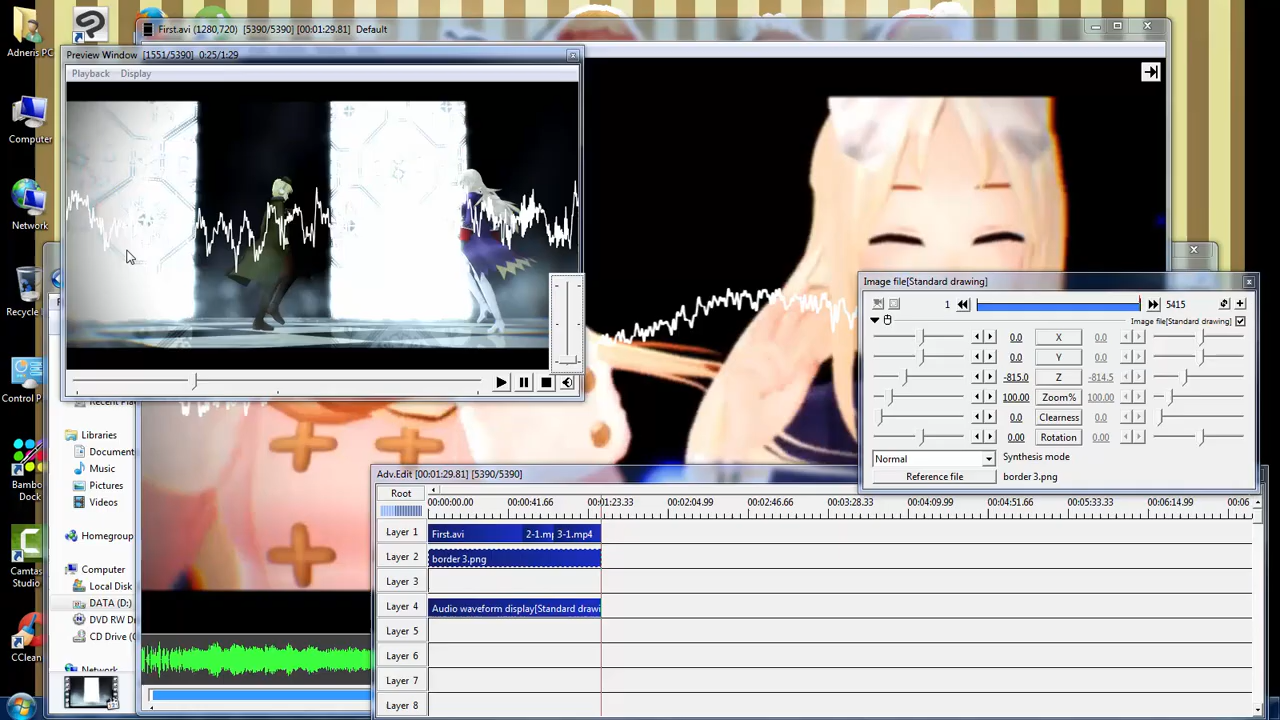 Adneris PC
Computer
Network
Recycle
Control P
Bambo
Dock
Camtas
Studio
CClean
First.avi (1280,720) [5390/5390] [00:01:29.81] Default
Preview Window [1551/5390] 0:25/1:29
Playback Display
Recent Pla
Libraries
Document
Music
Pictures
Videos
Homegroup
Computer
Local Disk
DATA (D:)
DVD RW D
CD Drive (
Network
Image file[Standard drawing]
1 5415
Image file[Standard drawing]
0.0 X 0.0
0.0 Y 0.0
-815.0 Z -814.5
100.00 Zoom% 100.00
0.0 Clearness 0.0
0.00 Rotation 0.00
Normal Synthesis mode
Reference file border 3.png
Adv.Edit [00:01:29.81] [5390/5390]
Root 00:00:00.00 00:00:41.66 00:01:23.33 00:02:04.99 00:02:46.66 00:03:28.33 00:04:09.99 00:04:51.66 00:05:33.33 00:06:14.99 00:06
Layer 1 First.avi 2-1.mp 3-1.mp4
Layer 2 border 3.png
Layer 3
Layer 4 Audio waveform display[Standard drawi
Layer 5
Layer 6
Layer 7
Layer 8